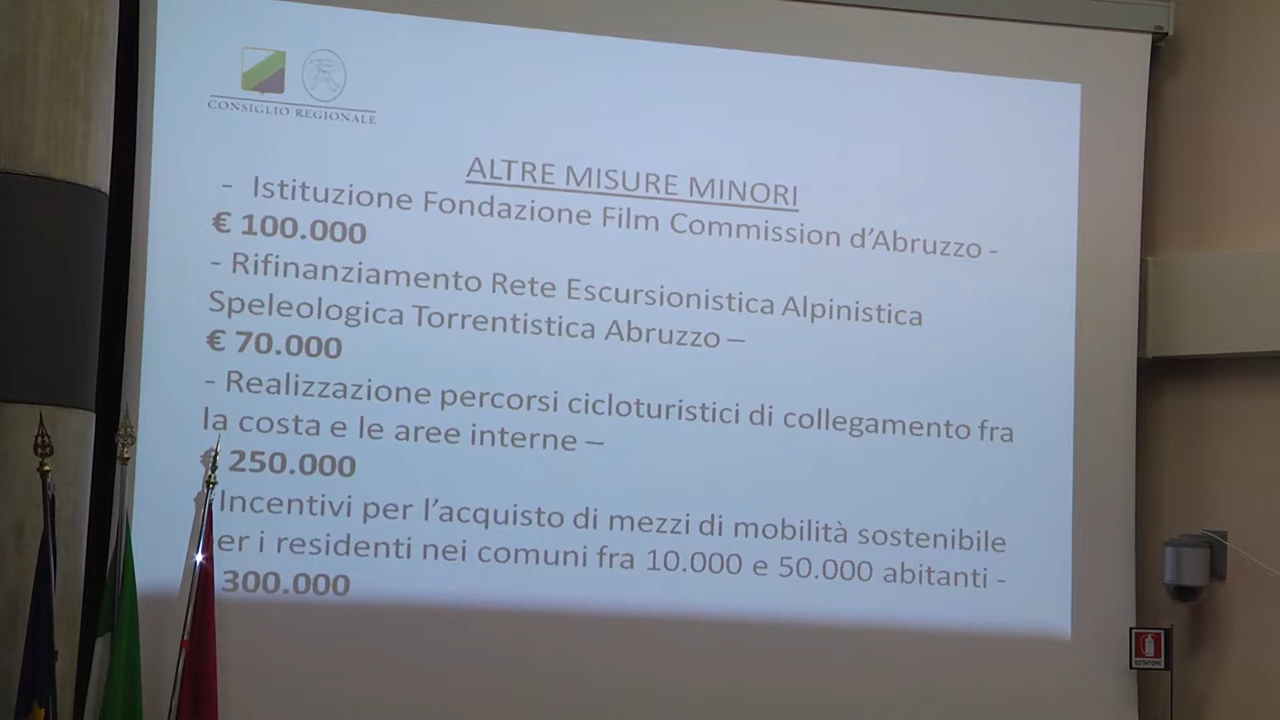 CONSIGLIO REGIONALE
ALTRE MISURE MINORI
- Istituzione Fondazione Film Commission d'Abruzzo -
€ 100.000
- Rifinanziamento Rete Escursionistica Alpinistica
Speleologica Torrentistica Abruzzo –
€ 70.000
- Realizzazione percorsi cicloturistici di collegamento fra
la costa e le aree interne –
€ 250.000
Incentivi per l'acquisto di mezzi di mobilità sostenibile
er i residenti nei comuni fra 10.000 e 50.000 abitanti -
300.000
ESTINTORE